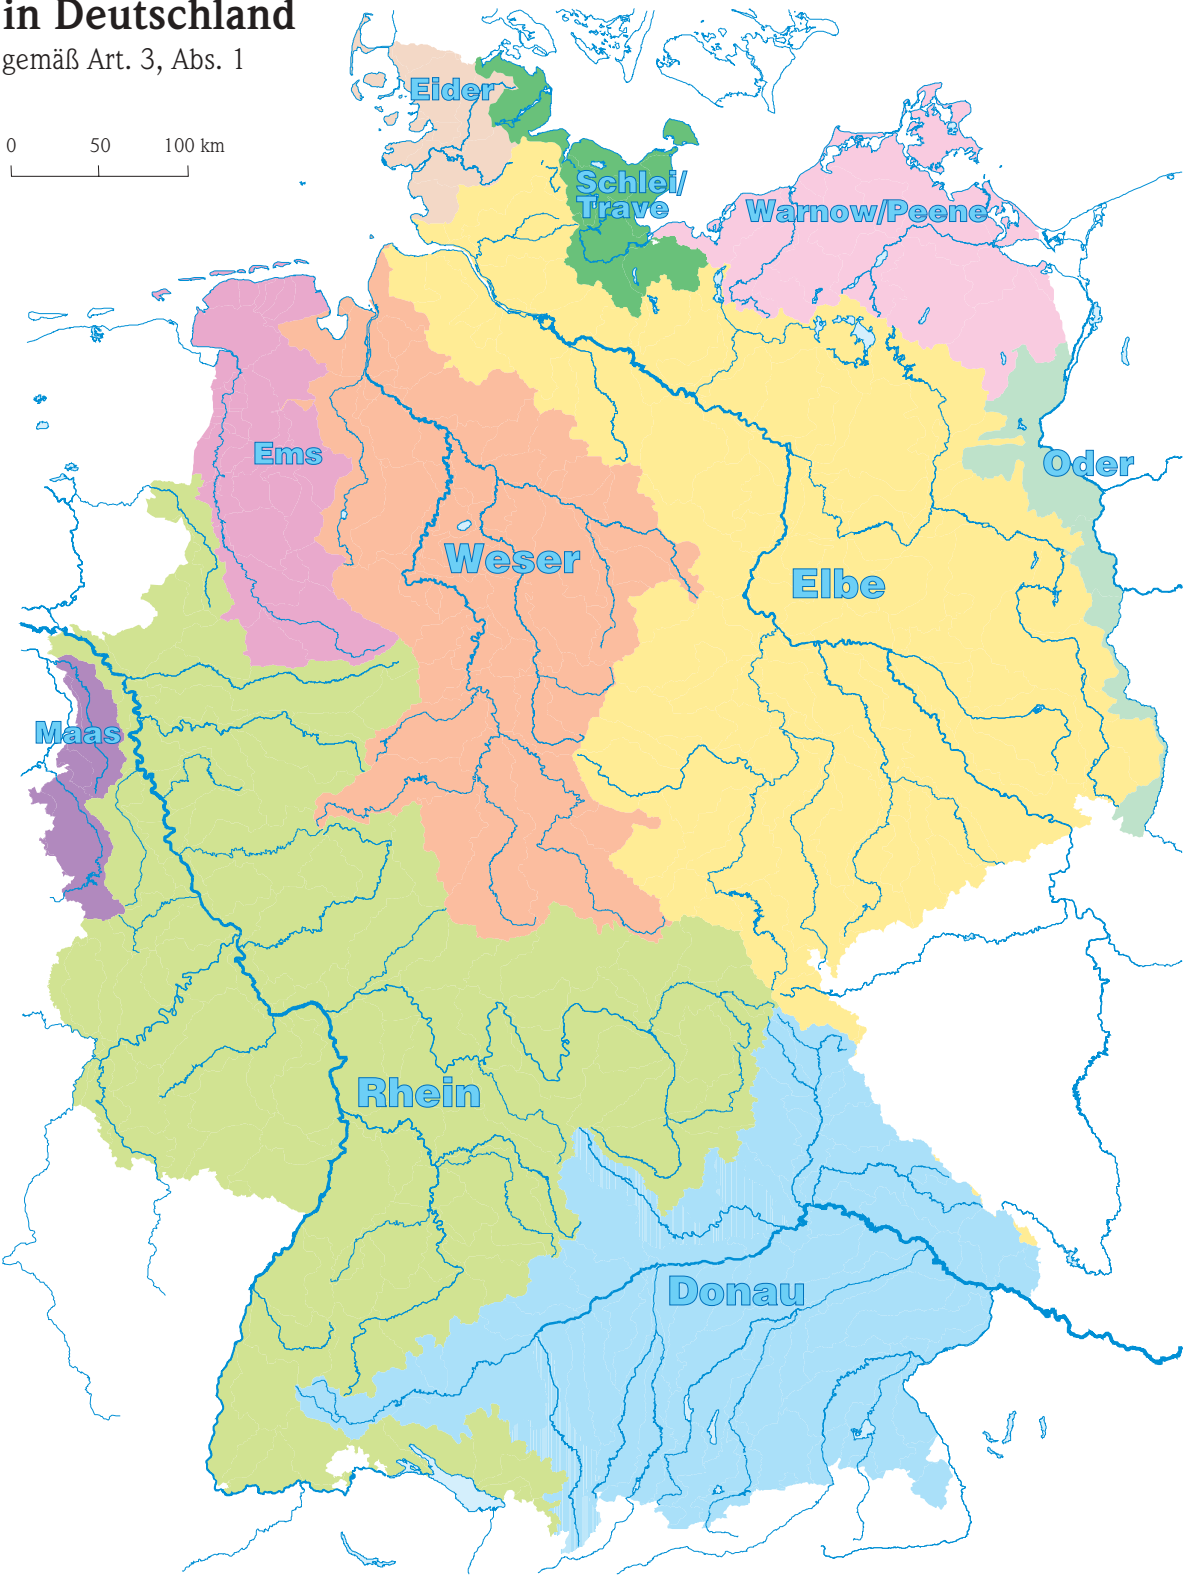 in Deutschland
gemäß Art. 3, Abs. 1
0 50 100 km
Eider
Schlei/
Trave
Warnow/Peene
Ems
Oder
Weser
Elbe
Maas
Rhein
Donau